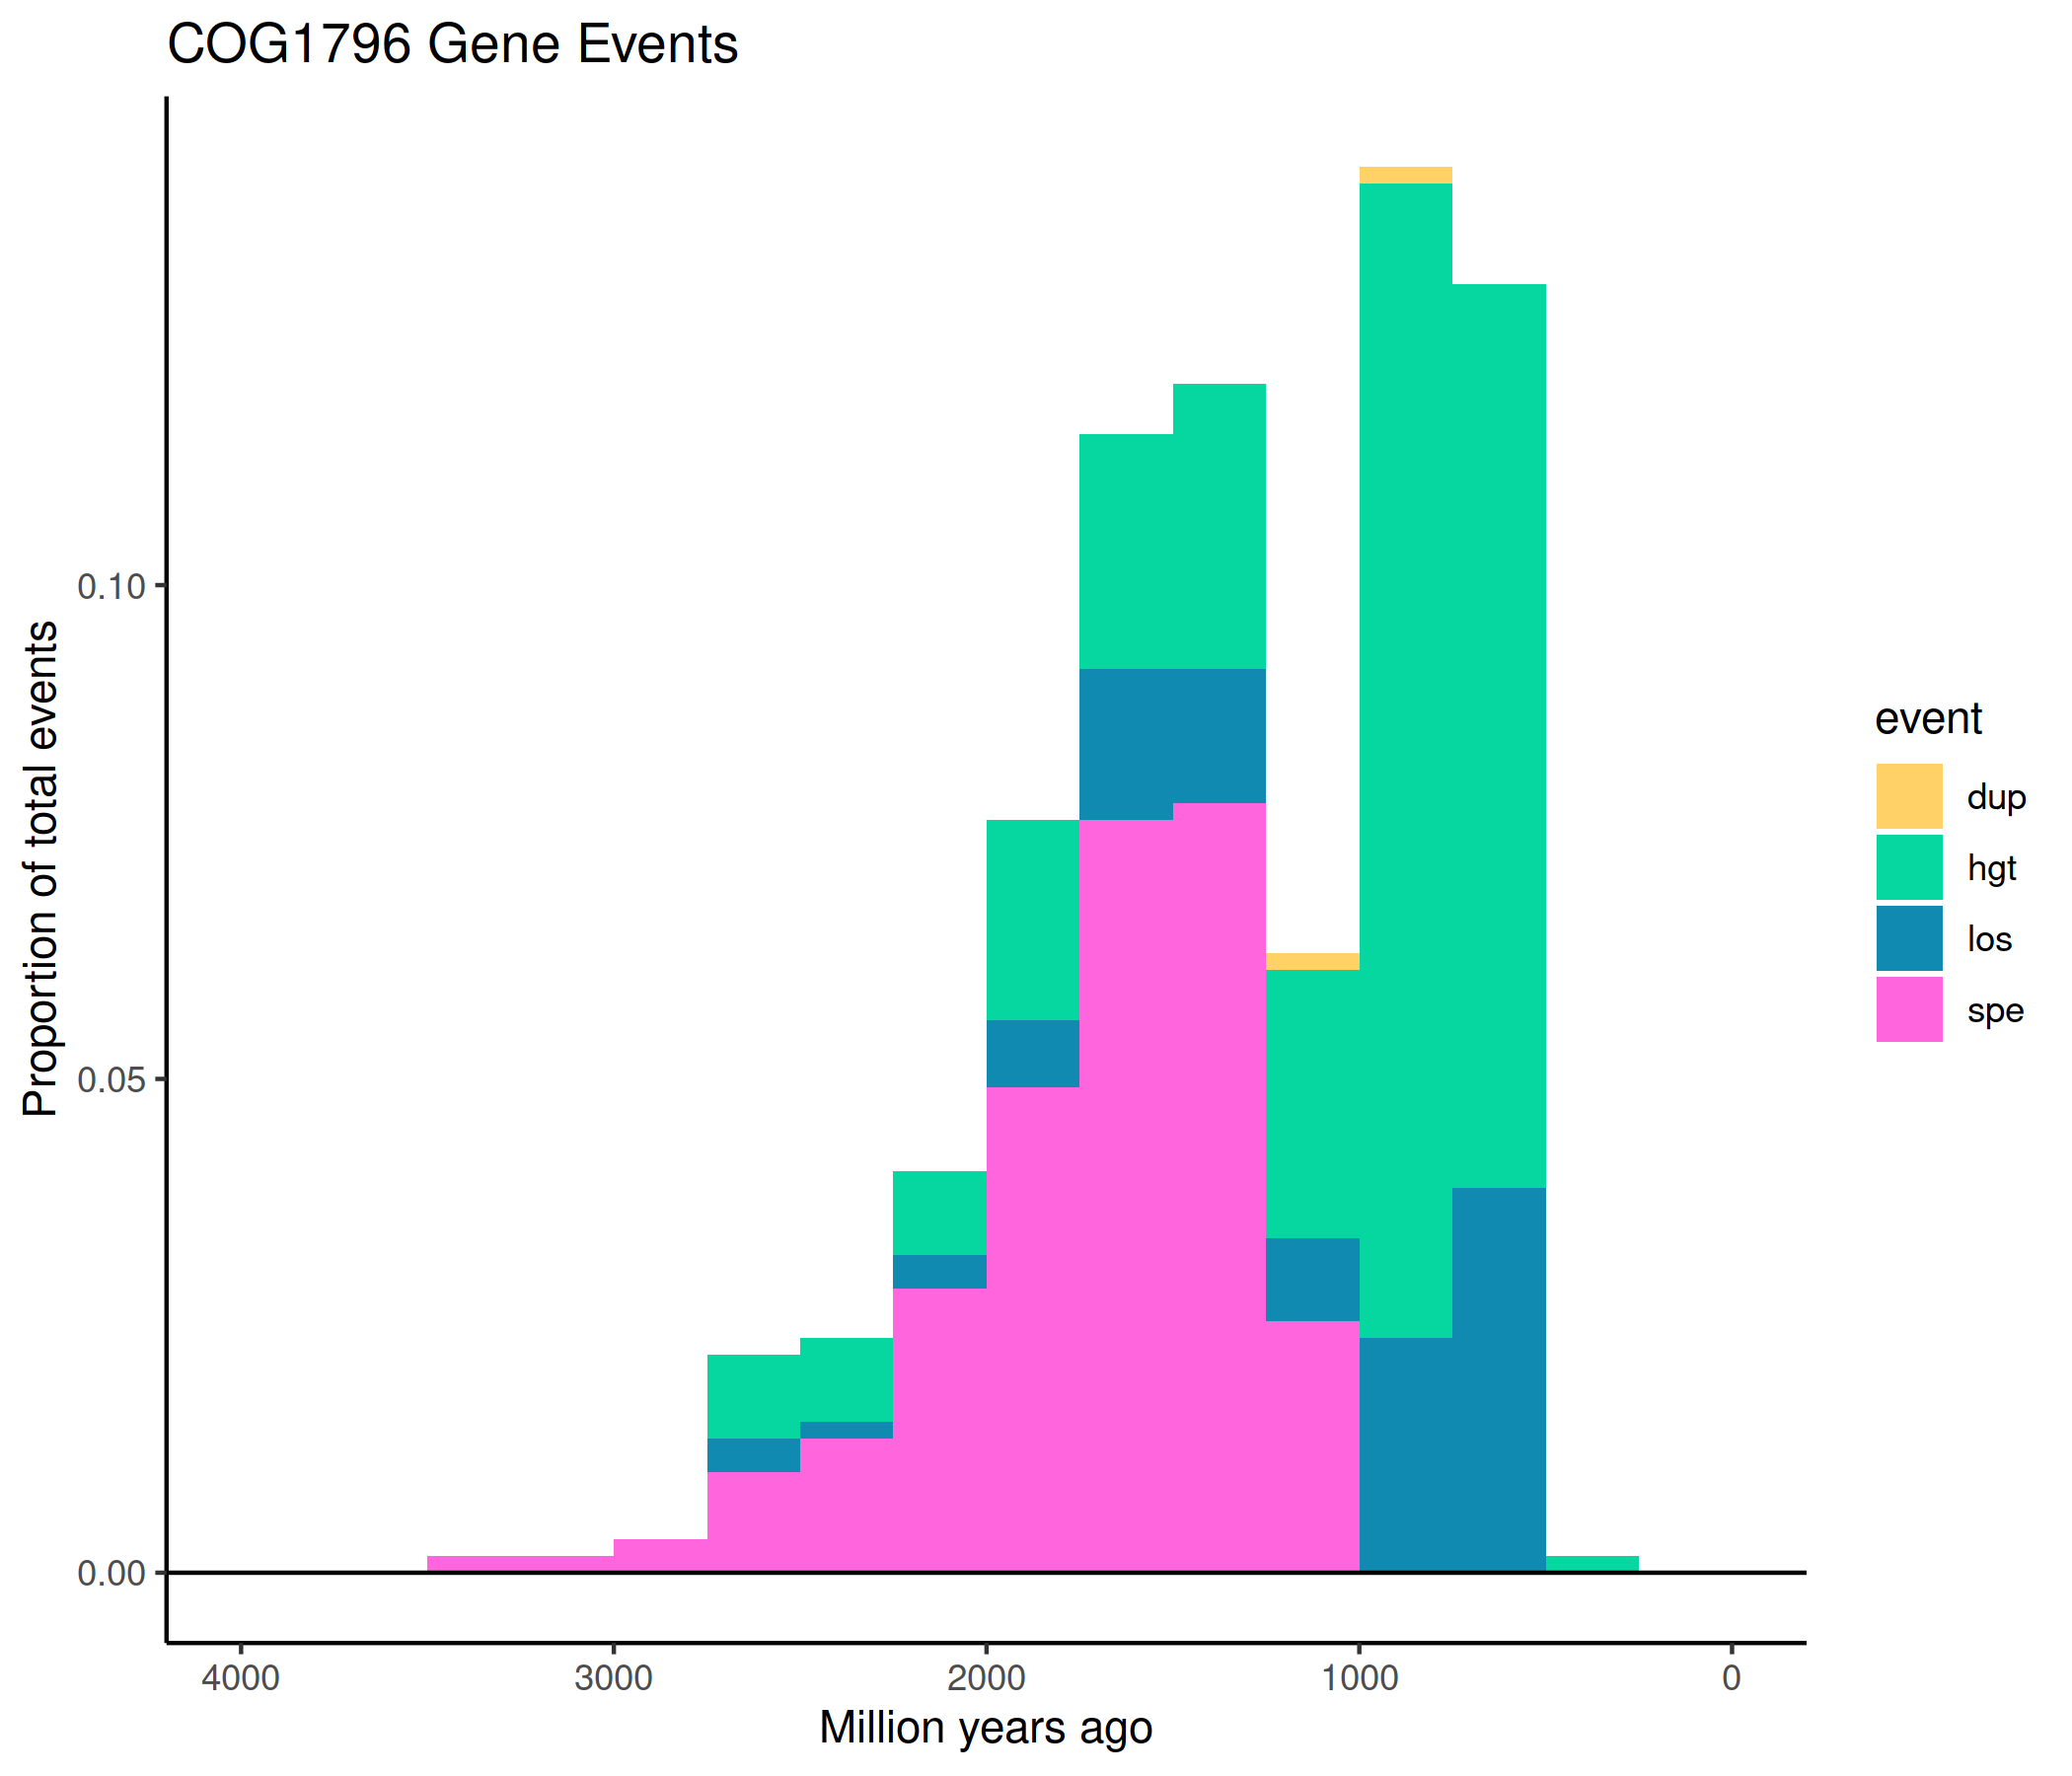 COG1796 Gene Events
Proportion of total events
0.10
0.05
0.00
4000 3000 2000 1000 0
Million years ago
event
dup
hgt
los
spe